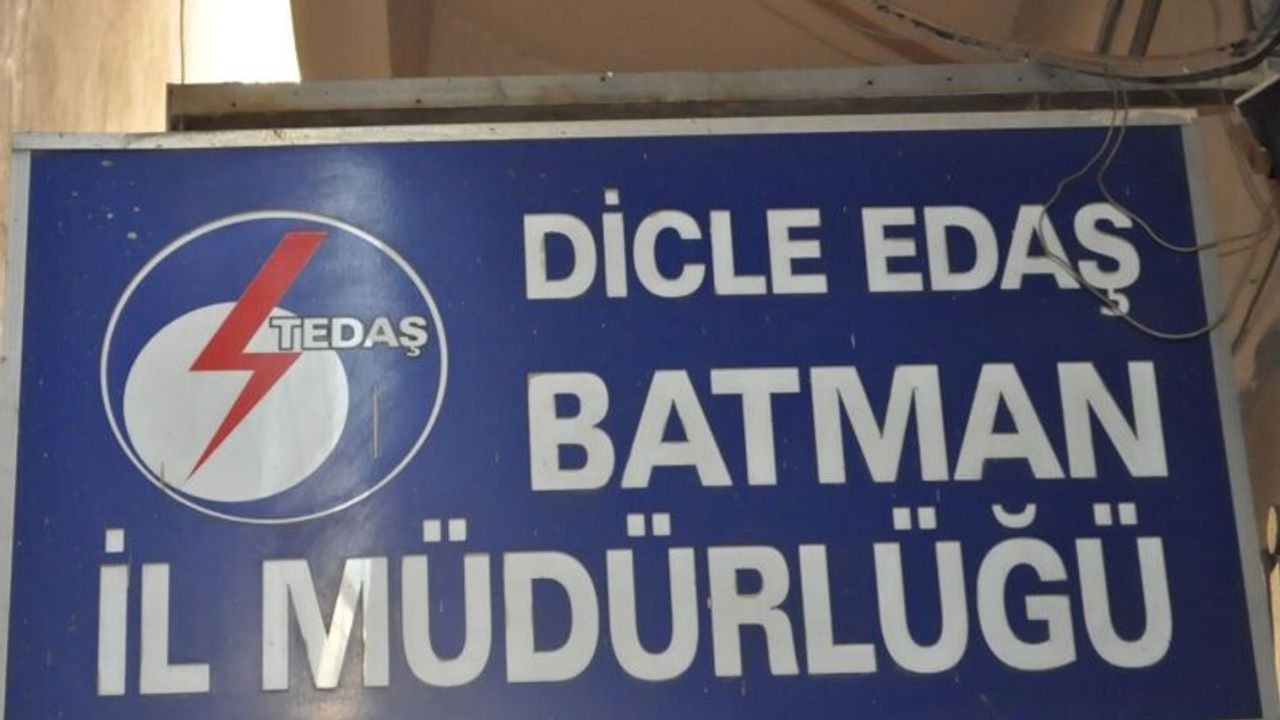 DİCLE EDAŞ
TEDAŞ
BATMAN
İL MÜDÜRLÜĞÜ